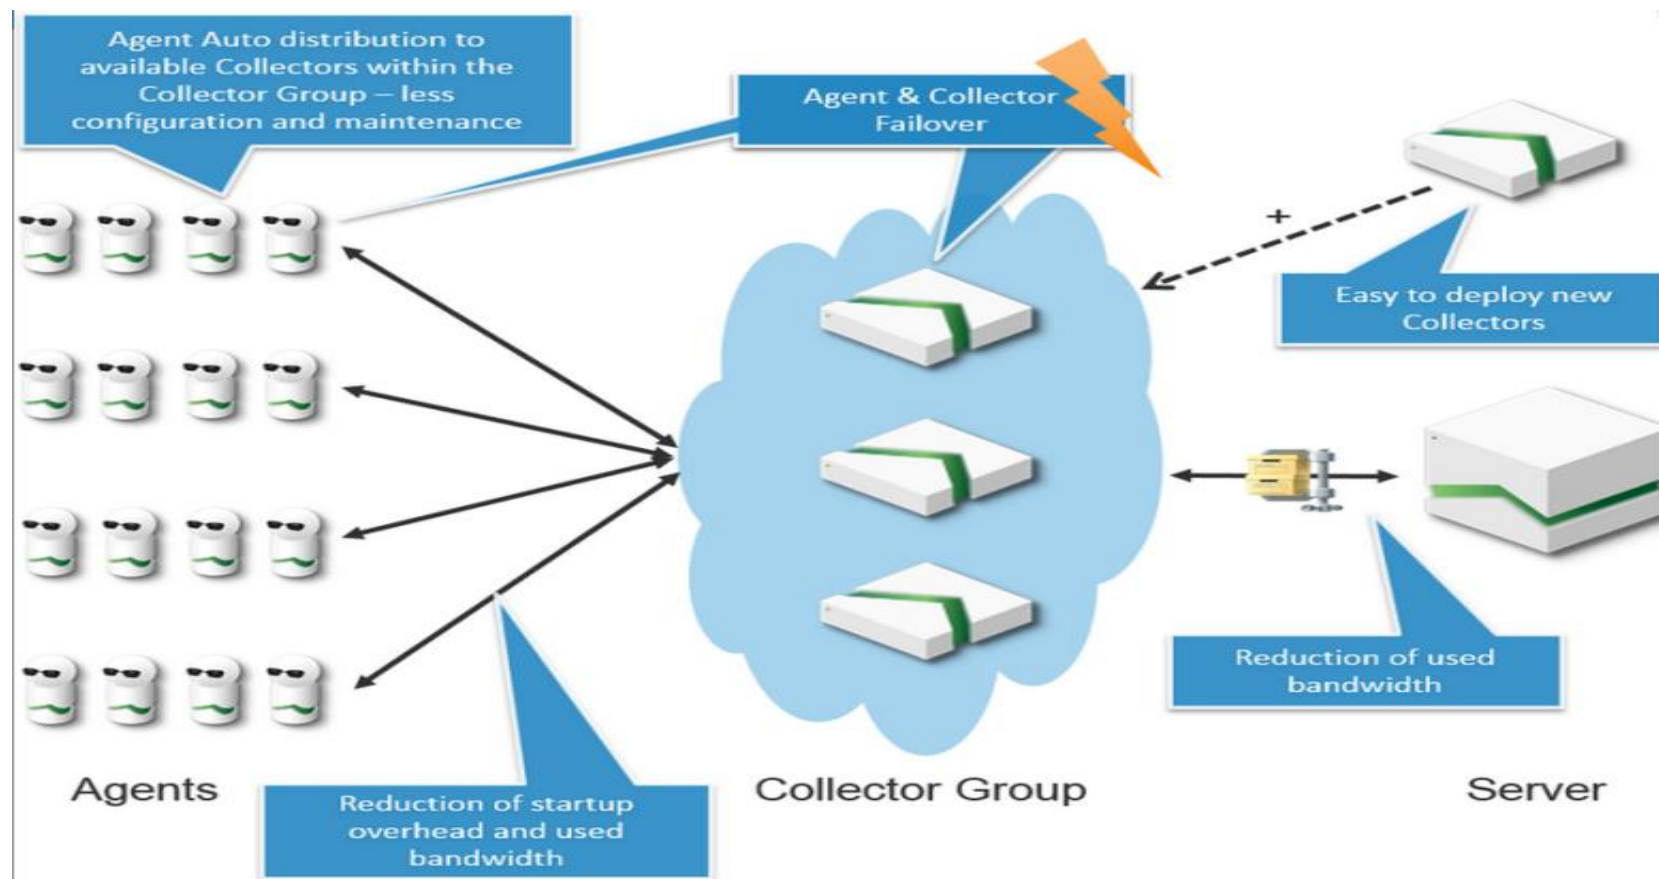 Agent Auto distribution to
available Collectors within the
Collector Group – less
configuration and maintenance
Agent & Collector
Failover
+
Easy to deploy new
Collectors
Reduction of used
bandwidth
Agents
Collector Group
Server
Reduction of startup
overhead and used
bandwidth